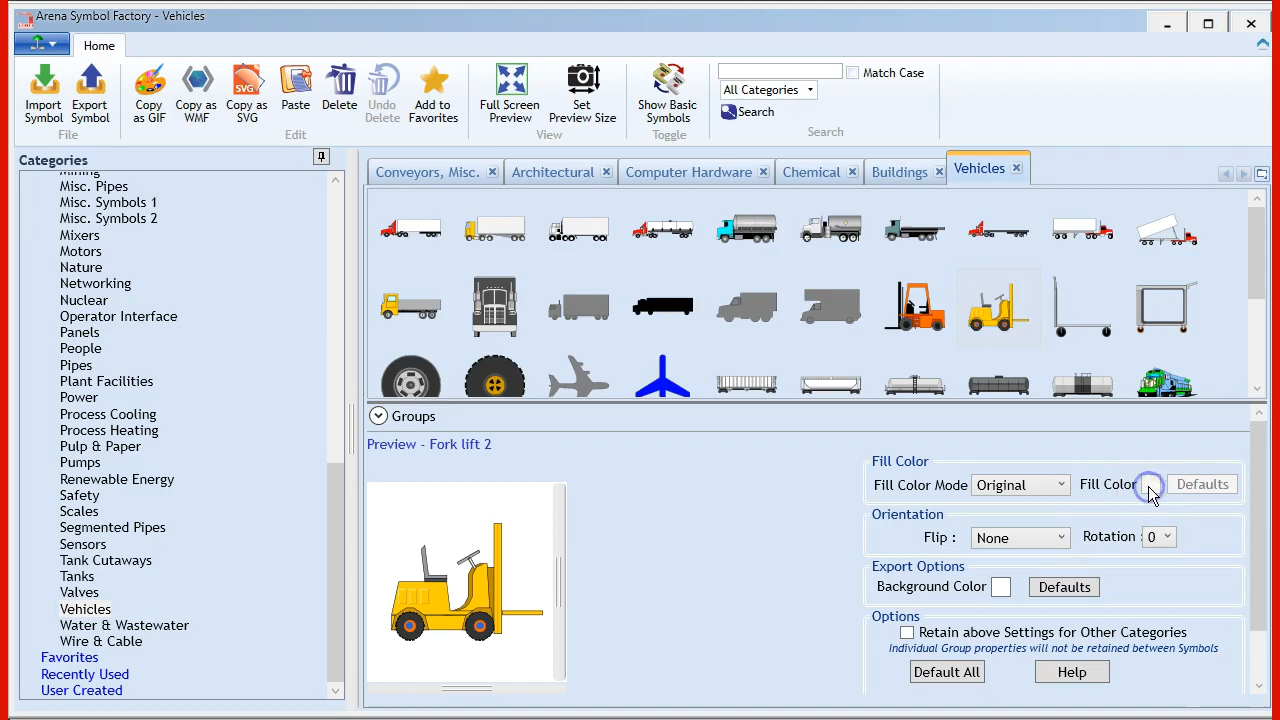 Arena Symbol Factory - Vehicles
Home
Import Symbol
Export Symbol
File
Copy as GIF
Copy as WMF
SVG
Copy as SVG
Paste
Delete
Undo Delete
Add to Favorites
Edit
Full Screen Preview
Set Preview Size
View
Show Basic Symbols
Toggle
Match Case
All Categories
Search
Search
Categories
Mining
Misc. Pipes
Misc. Symbols 1
Misc. Symbols 2
Mixers
Motors
Nature
Networking
Nuclear
Operator Interface
Panels
People
Pipes
Plant Facilities
Power
Process Cooling
Process Heating
Pulp & Paper
Pumps
Renewable Energy
Safety
Scales
Segmented Pipes
Sensors
Tank Cutaways
Tanks
Valves
Vehicles
Water & Wastewater
Wire & Cable
Favorites
Recently Used
User Created
Conveyors, Misc.
Architectural
Computer Hardware
Chemical
Buildings
Vehicles
Groups
Preview - Fork lift 2
Fill Color
Fill Color Mode Original Fill Color Defaults
Orientation
Flip : None Rotation : 0
Export Options
Background Color Defaults
Options
Retain above Settings for Other Categories
Individual Group properties will not be retained between Symbols
Default All Help